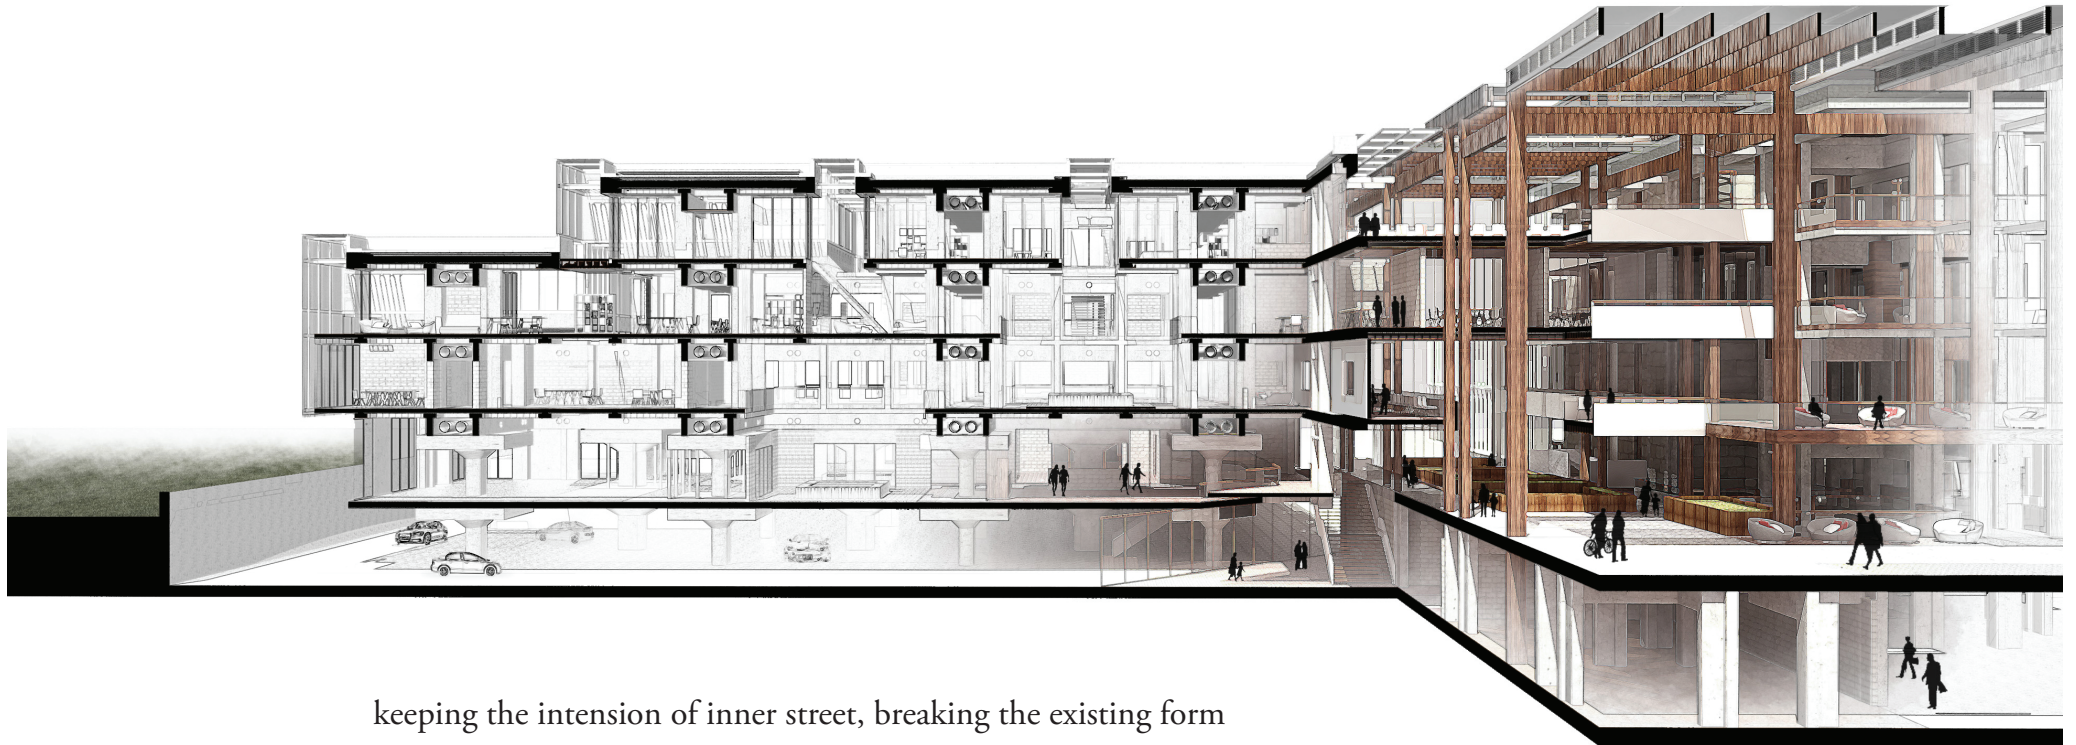 keeping the intension of inner street, breaking the existing form